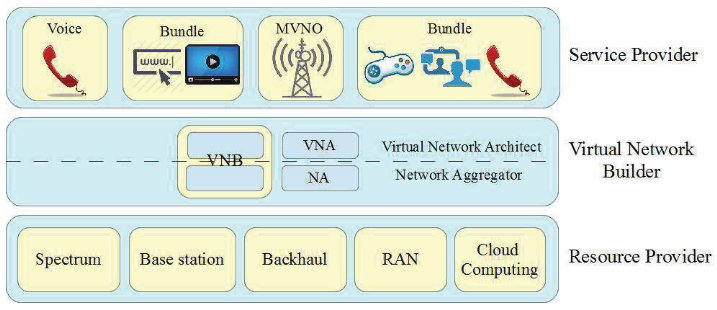 Voice
Bundle
MVNO
Bundle
www.
Service Provider
VNB
VNA
Virtual Network Architect
NA
Network Aggregator
Virtual Network
Builder
Spectrum
Base station
Backhaul
RAN
Cloud
Computing
Resource Provider